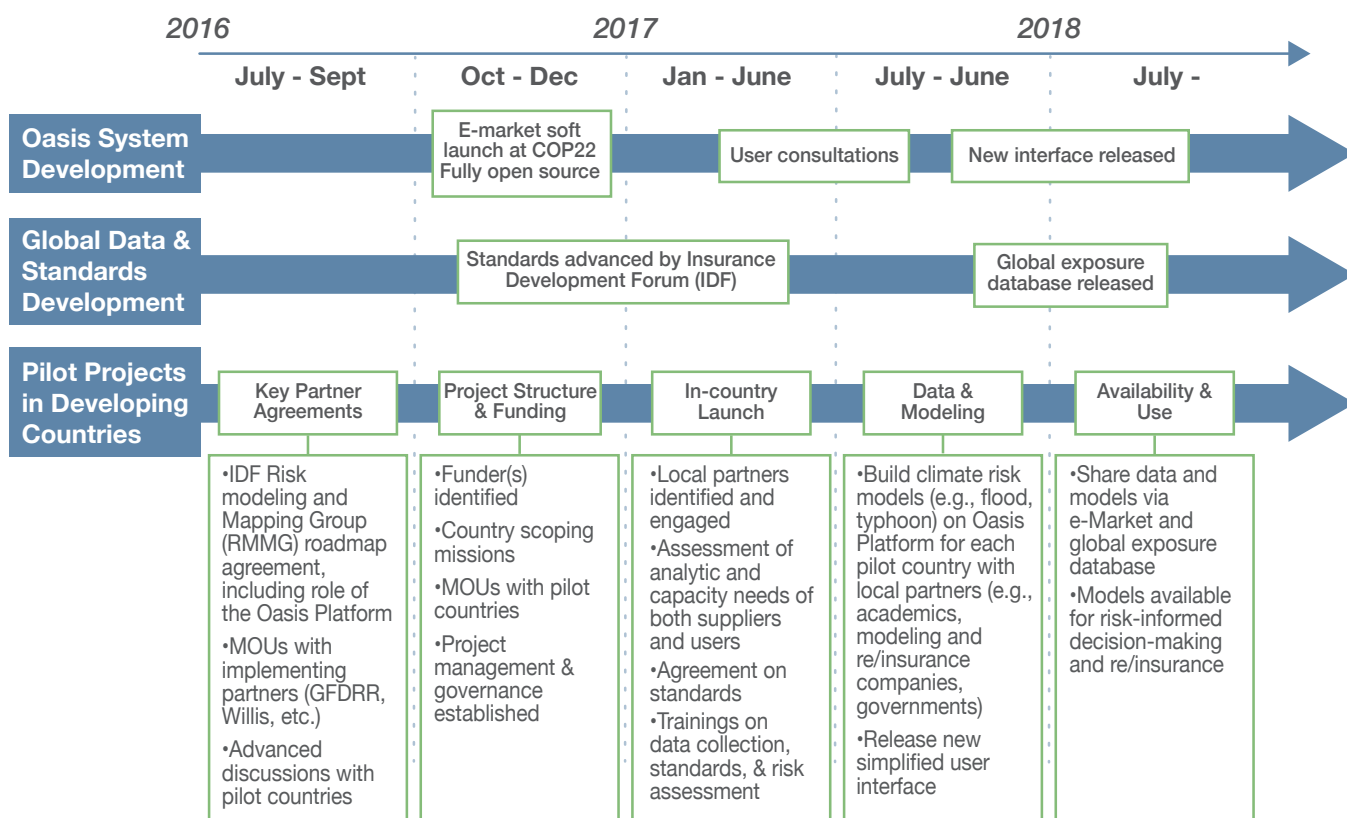 2016
2017
2018
July - Sept
Oct - Dec
Jan - June
July - June
July -
Oasis System
Development
E-market soft
launch at COP22
Fully open source
User consultations
New interface released
Global Data &
Standards
Development
Standards advanced by Insurance
Development Forum (IDF)
Global exposure
database released
Pilot Projects
in Developing
Countries
Key Partner
Agreements
Project Structure
& Funding
In-country
Launch
Data &
Modeling
Availability &
Use
•IDF Risk
modeling and
Mapping Group
(RMMG) roadmap
agreement,
including role of
the Oasis Platform
•MOUs with
implementing
partners (GFDRR,
Willis, etc.)
•Advanced
discussions with
pilot countries
•Funder(s)
identified
•Country scoping
missions
•MOUs with pilot
countries
•Project
management &
governance
established
•Local partners
identified and
engaged
•Assessment of
analytic and
capacity needs of
both suppliers
and users
•Agreement on
standards
•Trainings on
data collection,
standards, & risk
assessment
•Build climate risk
models (e.g., flood,
typhoon) on Oasis
Platform for each
pilot country with
local partners (e.g.,
academics,
modeling and
re/insurance
companies,
governments)
•Release new
simplified user
interface
•Share data and
models via
e-Market and
global exposure
database
•Models available
for risk-informed
decision-making
and re/insurance